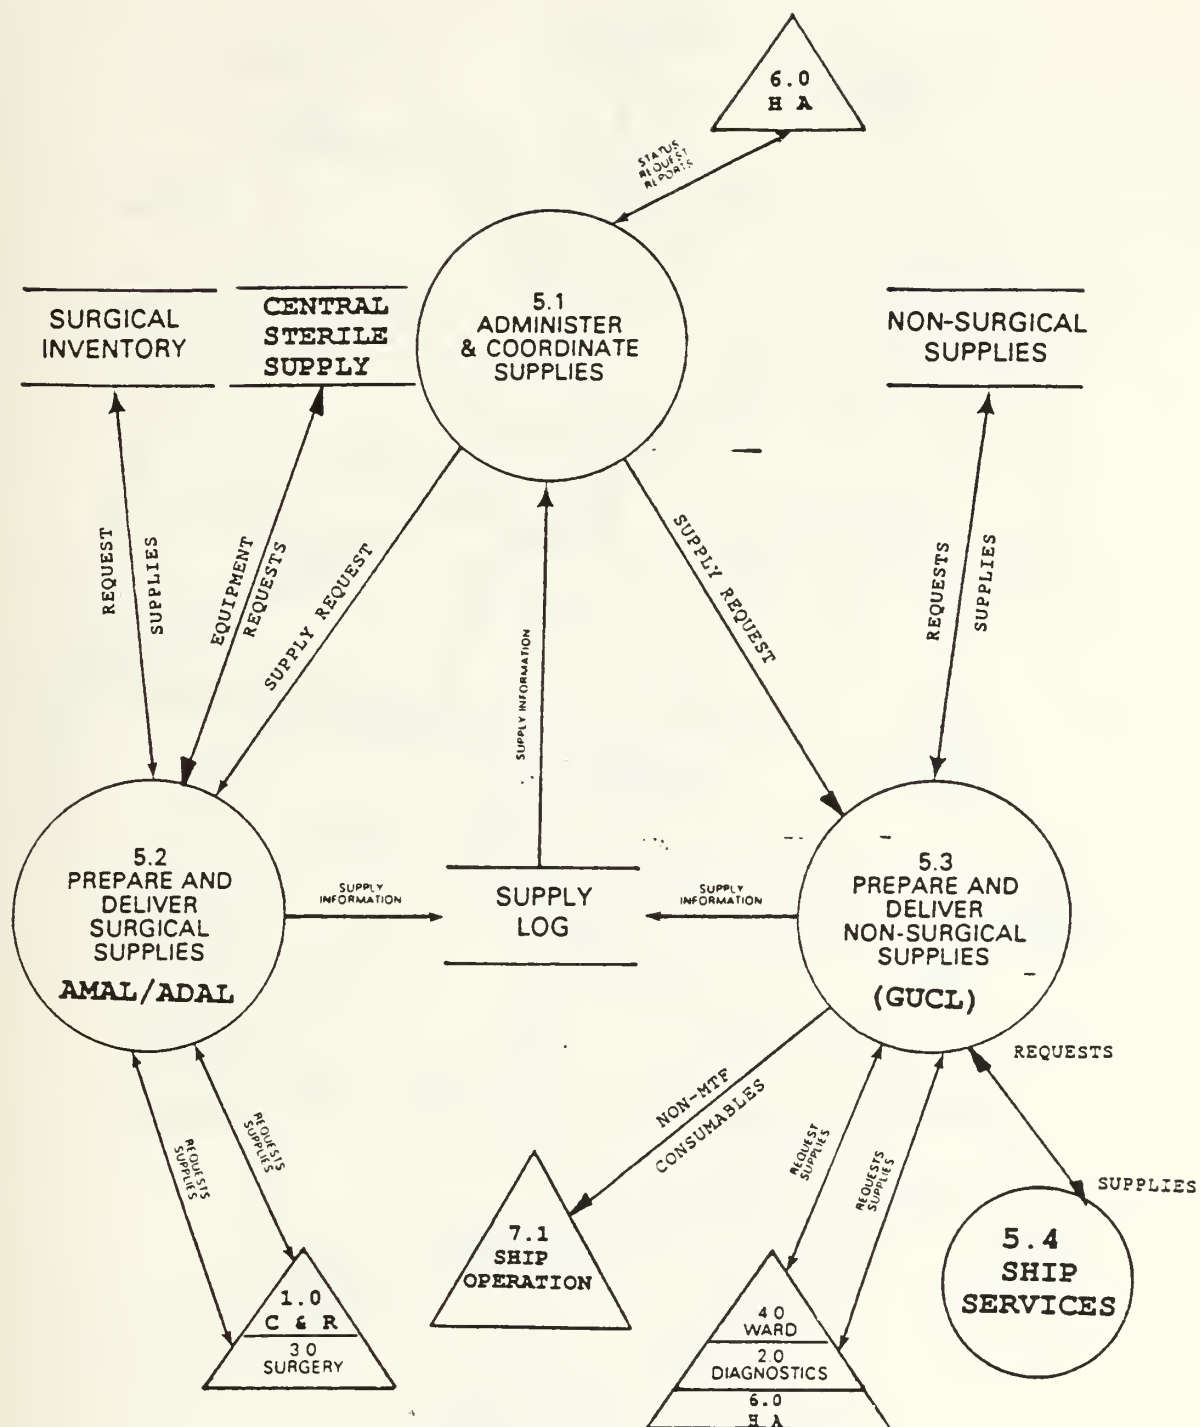 6.0
H A
STATUS
REQUEST
REPORTS
SURGICAL
INVENTORY
CENTRAL
STERILE
SUPPLY
5.1
ADMINISTER
& COORDINATE
SUPPLIES
NON-SURGICAL
SUPPLIES
REQUEST
SUPPLIES
EQUIPMENT
REQUESTS
SUPPLY REQUEST
SUPPLY INFORMATION
SUPPLY REQUEST
REQUESTS
SUPPLIES
5.2
PREPARE AND
DELIVER
SURGICAL
SUPPLIES
AMAL/ADAL
SUPPLY
INFORMATION
SUPPLY
LOG
SUPPLY
INFORMATION
5.3
PREPARE AND
DELIVER
NON-SURGICAL
SUPPLIES
(GUCL)
REQUESTS
SUPPLIES
REQUESTS
SUPPLIES
NON-MTF
CONSUMABLES
REQUEST
SUPPLIES
REQUESTS
SUPPLIES
REQUESTS
SUPPLIES
1.0
C & R
3.0
SURGERY
7.1
SHIP
OPERATION
4.0
WARD
2.0
DIAGNOSTICS
6.0
H A
5.4
SHIP
SERVICES